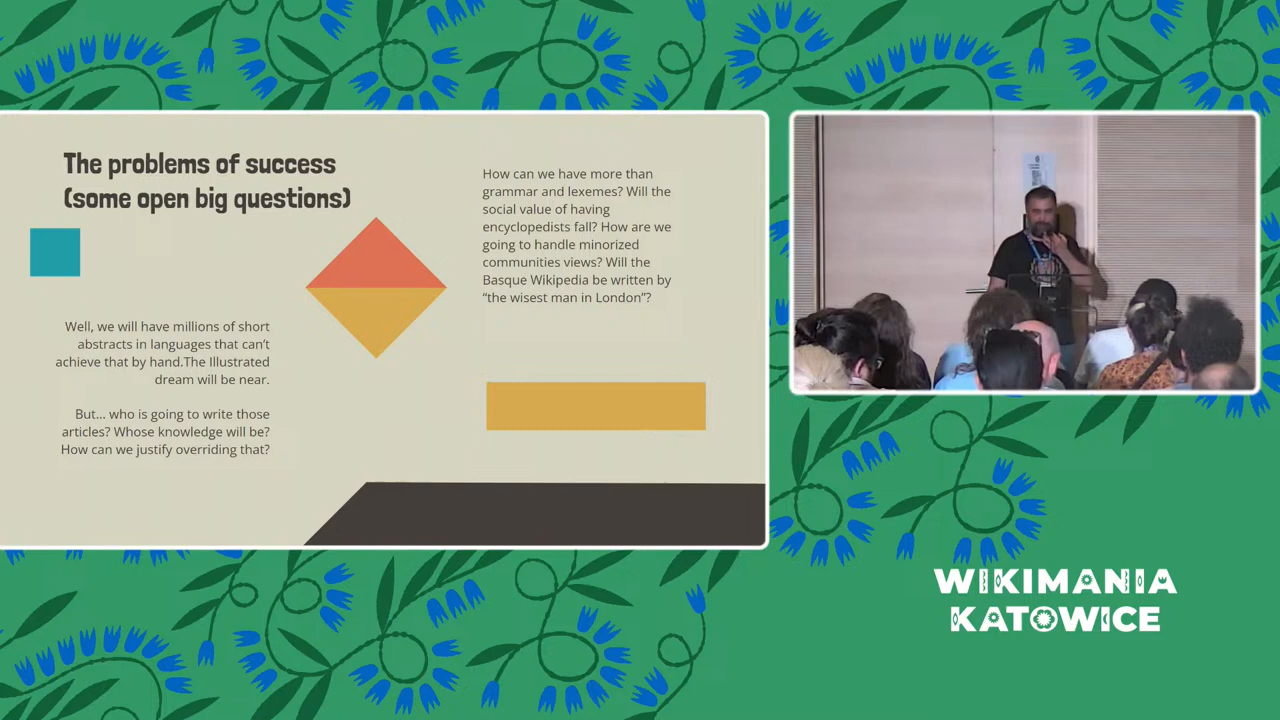 The problems of success
(some open big questions)
Well, we will have millions of short
abstracts in languages that can't
achieve that by hand.The Illustrated
dream will be near.
But... who is going to write those
articles? Whose knowledge will be?
How can we justify overriding that?
How can we have more than
grammar and lexemes? Will the
social value of having
encyclopedists fall? How are we
going to handle minorized
communities views? Will the
Basque Wikipedia be written by
“the wisest man in London”?
WIKIMANIA
KATOWICE